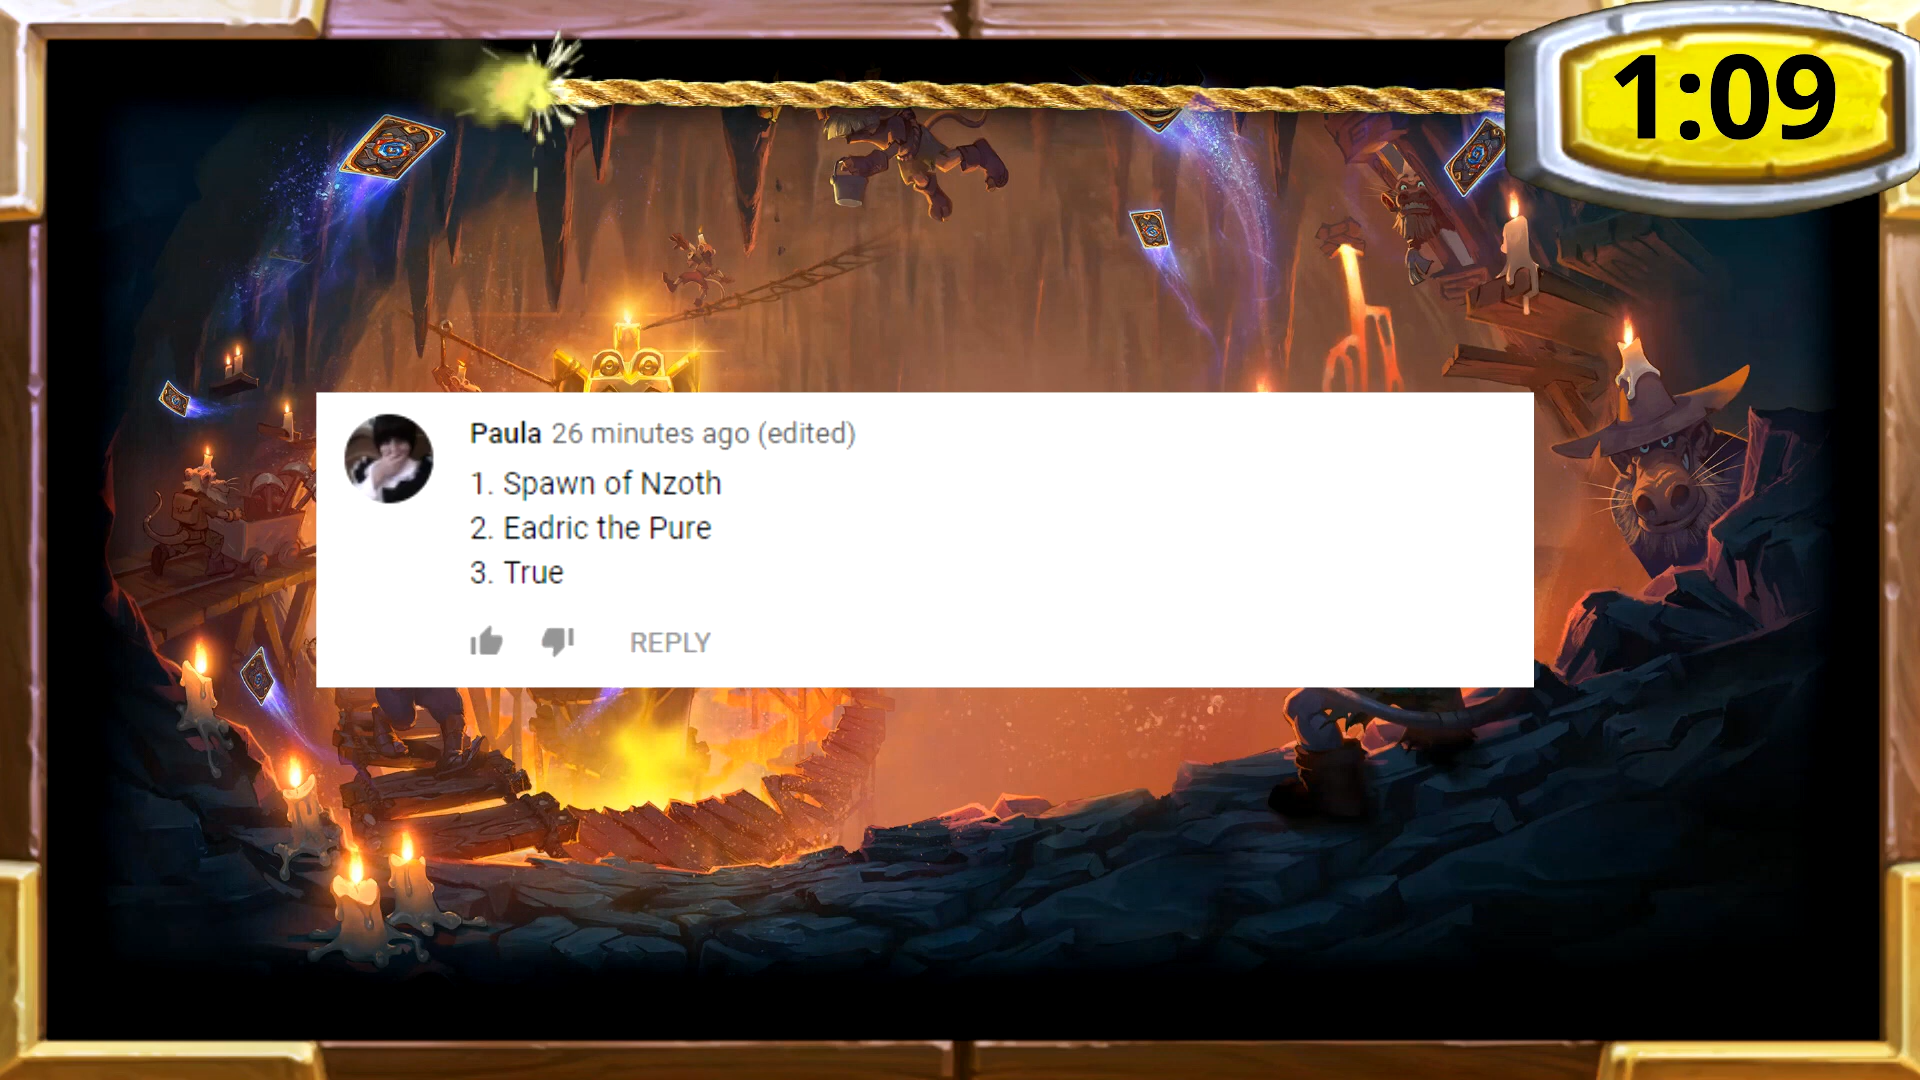 1:09
Paula 26 minutes ago (edited)
1. Spawn of Nzoth
2. Eadric the Pure
3. True
REPLY